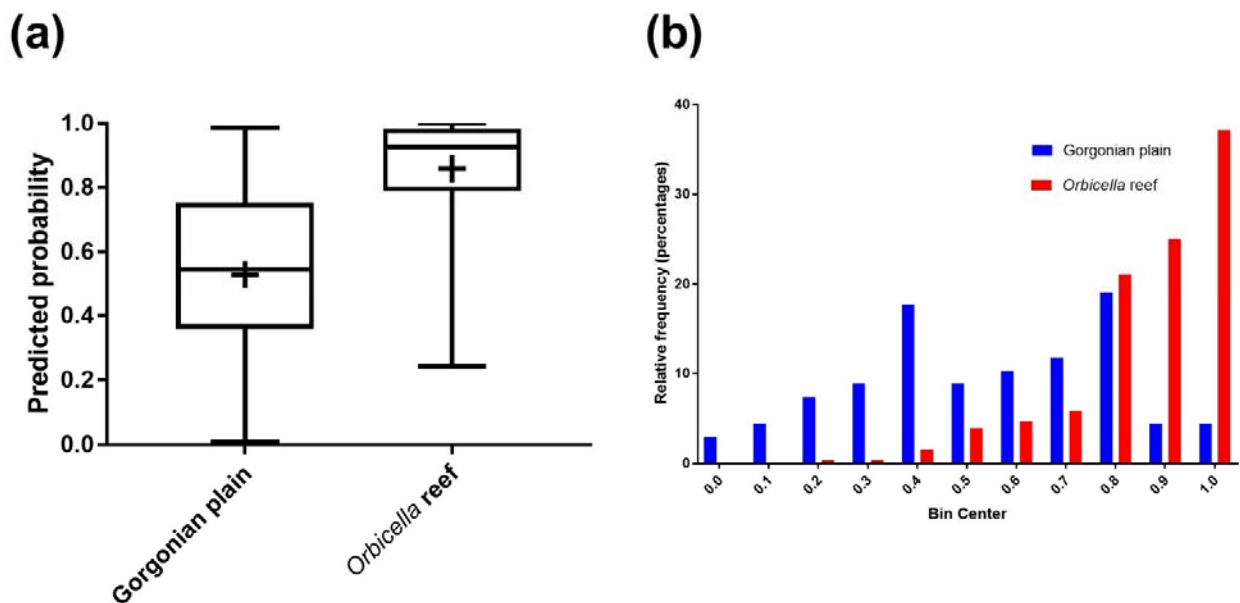 (a)
Predicted probability
1.0
0.8
0.6
0.4
0.2
0.0
Gorgonian plain
Orbicella reef
(b)
Relative frequency (percentages)
40
30
20
10
0
Gorgonian plain
Orbicella reef
0.0 0.1 0.2 0.3 0.4 0.5 0.6 0.7 0.8 0.9 1.0
Bin Center